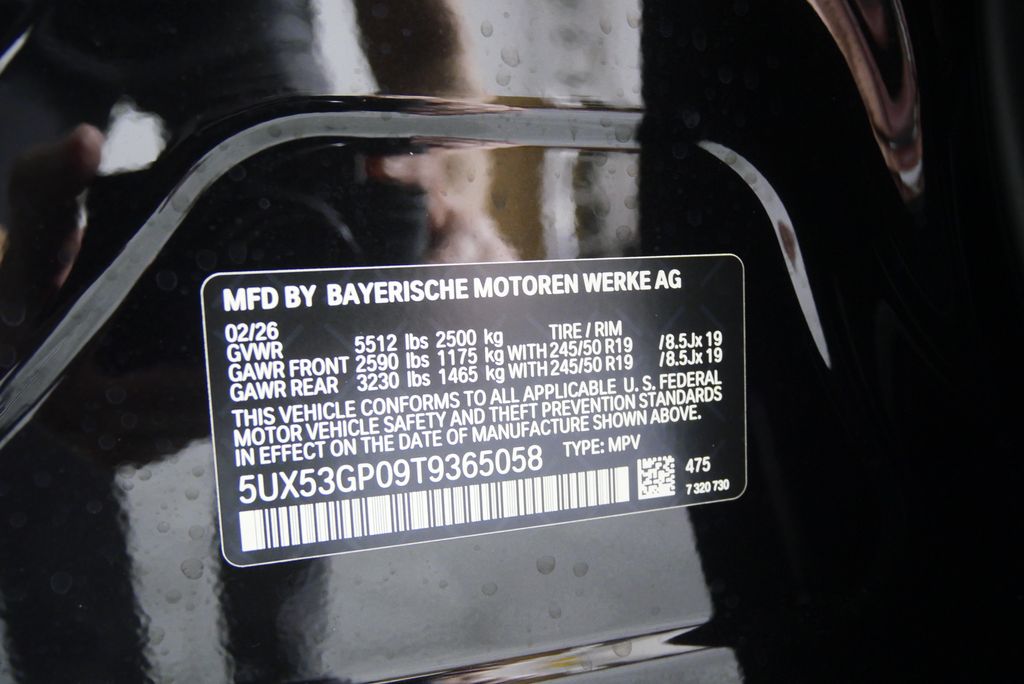 MFD BY BAYERISCHE MOTOREN WERKE AG
02/26
GVWR 5512 lbs 2500 kg TIRE / RIM
GAWR FRONT 2590 lbs 1175 kg WITH 245/50 R19 /8.5Jx 19
GAWR REAR 3230 lbs 1465 kg WITH 245/50 R19 /8.5Jx 19
THIS VEHICLE CONFORMS TO ALL APPLICABLE U. S. FEDERAL
MOTOR VEHICLE SAFETY AND THEFT PREVENTION STANDARDS
IN EFFECT ON THE DATE OF MANUFACTURE SHOWN ABOVE.
5UX53GP09T9365058 TYPE: MPV
475
7 320 730